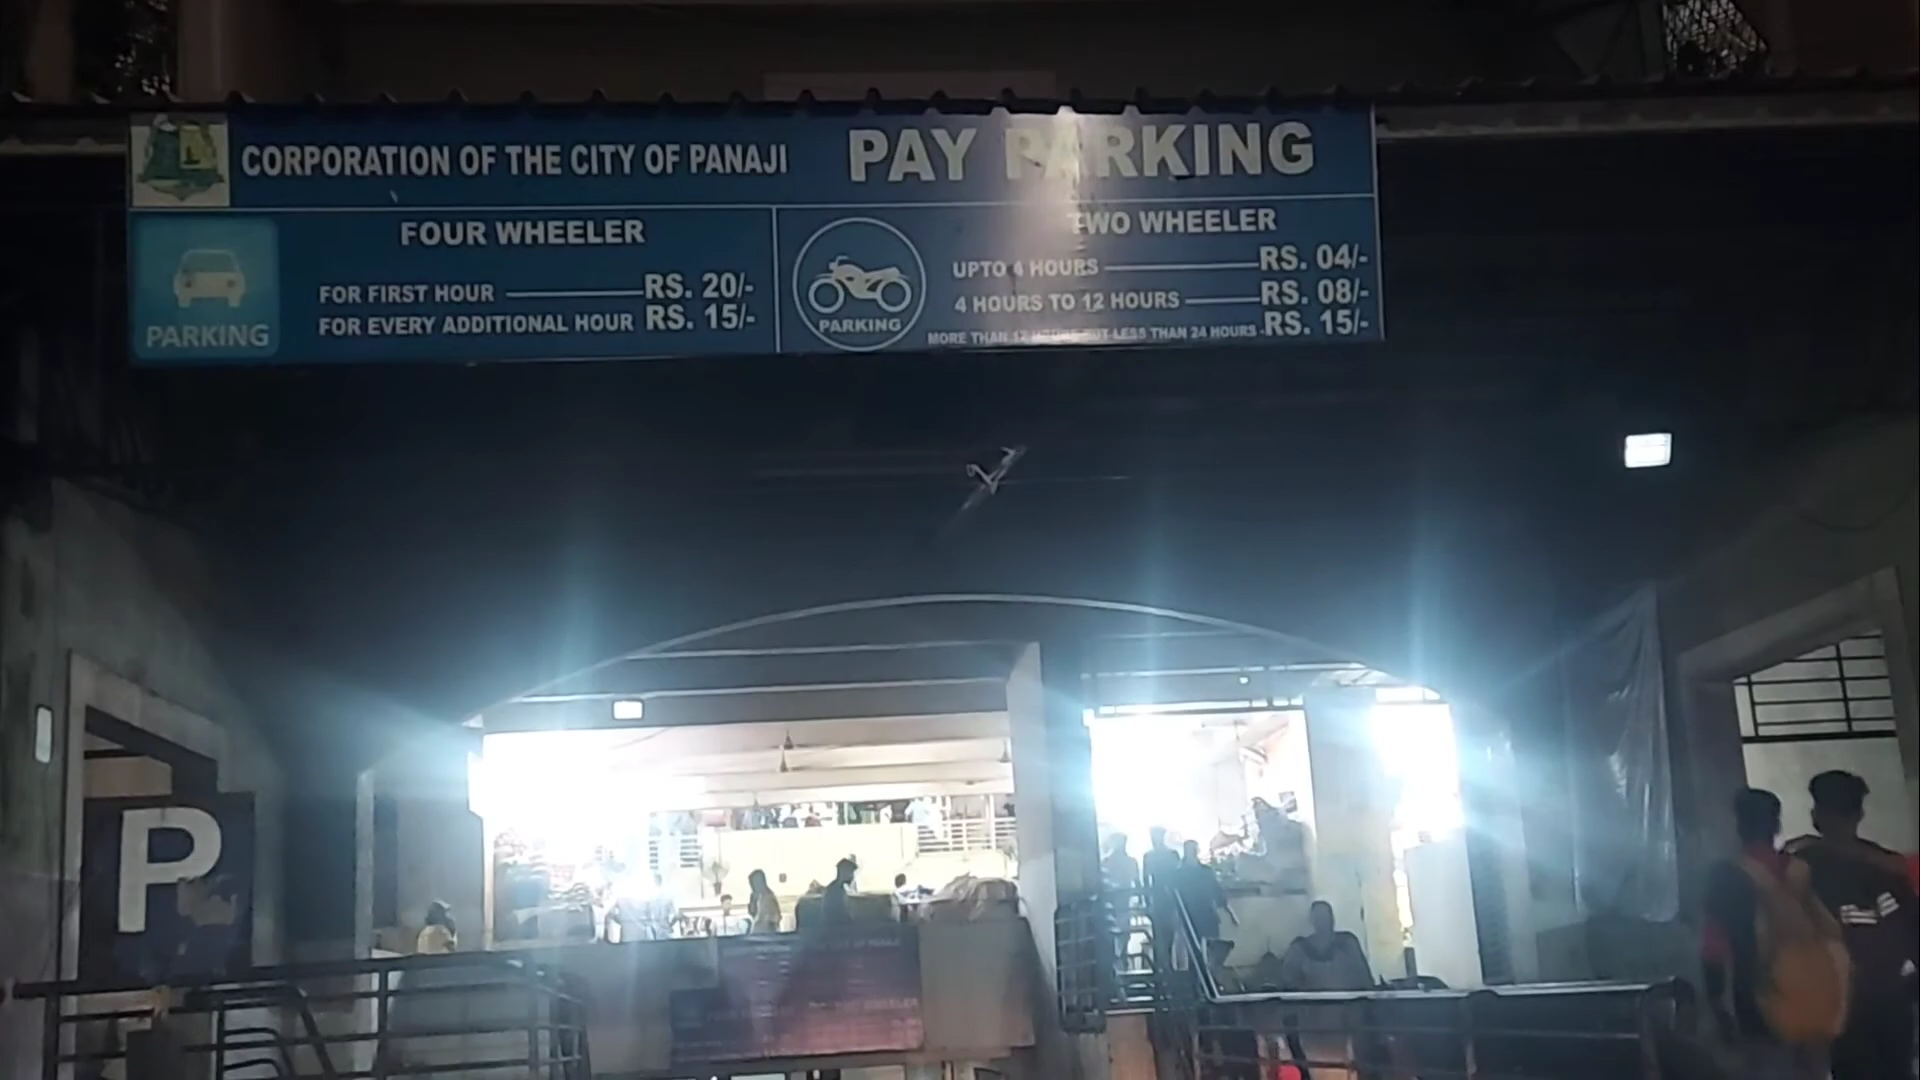 CORPORATION OF THE CITY OF PANAJI
PAY PARKING
PARKING
FOUR WHEELER
FOR FIRST HOUR RS. 20/-
FOR EVERY ADDITIONAL HOUR RS. 15/-
PARKING
TWO WHEELER
UPTO 4 HOURS RS. 04/-
4 HOURS TO 12 HOURS RS. 08/-
MORE THAN 12 HOURS BUT LESS THAN 24 HOURS RS. 15/-
P